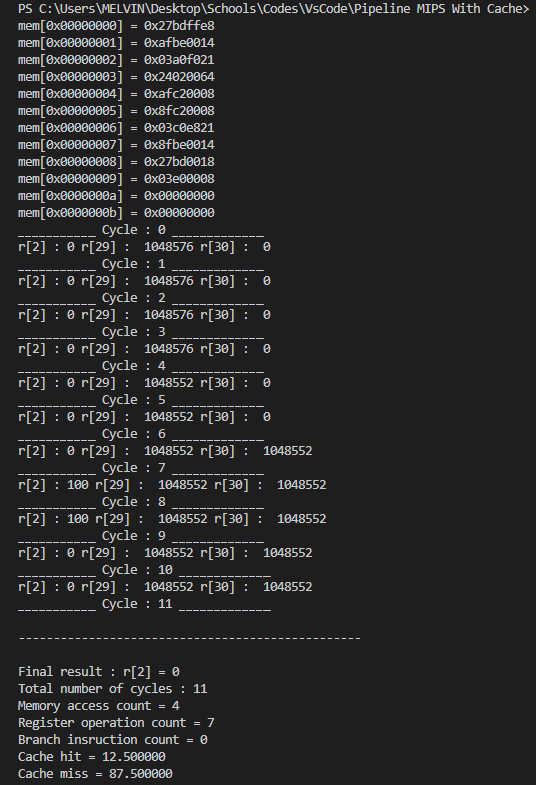 PS C:\Users\MELVIN\Desktop\Schools\Codes\VsCode\Pipeline MIPS With Cache>
mem[0x00000000] = 0x27bdffe8
mem[0x00000001] = 0xafbe0014
mem[0x00000002] = 0x03a0f021
mem[0x00000003] = 0x24020064
mem[0x00000004] = 0xafc20008
mem[0x00000005] = 0x8fc20008
mem[0x00000006] = 0x03c0e821
mem[0x00000007] = 0x8fbe0014
mem[0x00000008] = 0x27bd0018
mem[0x00000009] = 0x03e00008
mem[0x0000000a] = 0x00000000
mem[0x0000000b] = 0x00000000
___________ Cycle : 0 _____________
r[2] : 0 r[29] :  1048576 r[30] :  0
___________ Cycle : 1 _____________
r[2] : 0 r[29] :  1048576 r[30] :  0
___________ Cycle : 2 _____________
r[2] : 0 r[29] :  1048576 r[30] :  0
___________ Cycle : 3 _____________
r[2] : 0 r[29] :  1048576 r[30] :  0
___________ Cycle : 4 _____________
r[2] : 0 r[29] :  1048552 r[30] :  0
___________ Cycle : 5 _____________
r[2] : 0 r[29] :  1048552 r[30] :  0
___________ Cycle : 6 _____________
r[2] : 0 r[29] :  1048552 r[30] :  1048552
___________ Cycle : 7 _____________
r[2] : 100 r[29] :  1048552 r[30] :  1048552
___________ Cycle : 8 _____________
r[2] : 100 r[29] :  1048552 r[30] :  1048552
___________ Cycle : 9 _____________
r[2] : 0 r[29] :  1048552 r[30] :  1048552
___________ Cycle : 10 _____________
r[2] : 0 r[29] :  1048552 r[30] :  1048552
___________ Cycle : 11 _____________
-------------------------------------------------
Final result : r[2] = 0
Total number of cycles : 11
Memory access count = 4
Register operation count = 7
Branch insruction count = 0
Cache hit = 12.500000
Cache miss = 87.500000